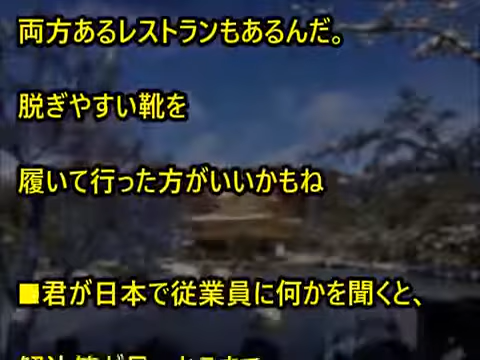 両方あるレストランもあるんだ。
脱ぎやすい靴を
履いて行った方がいいかもね
■君が日本で従業員に何かを聞くと、